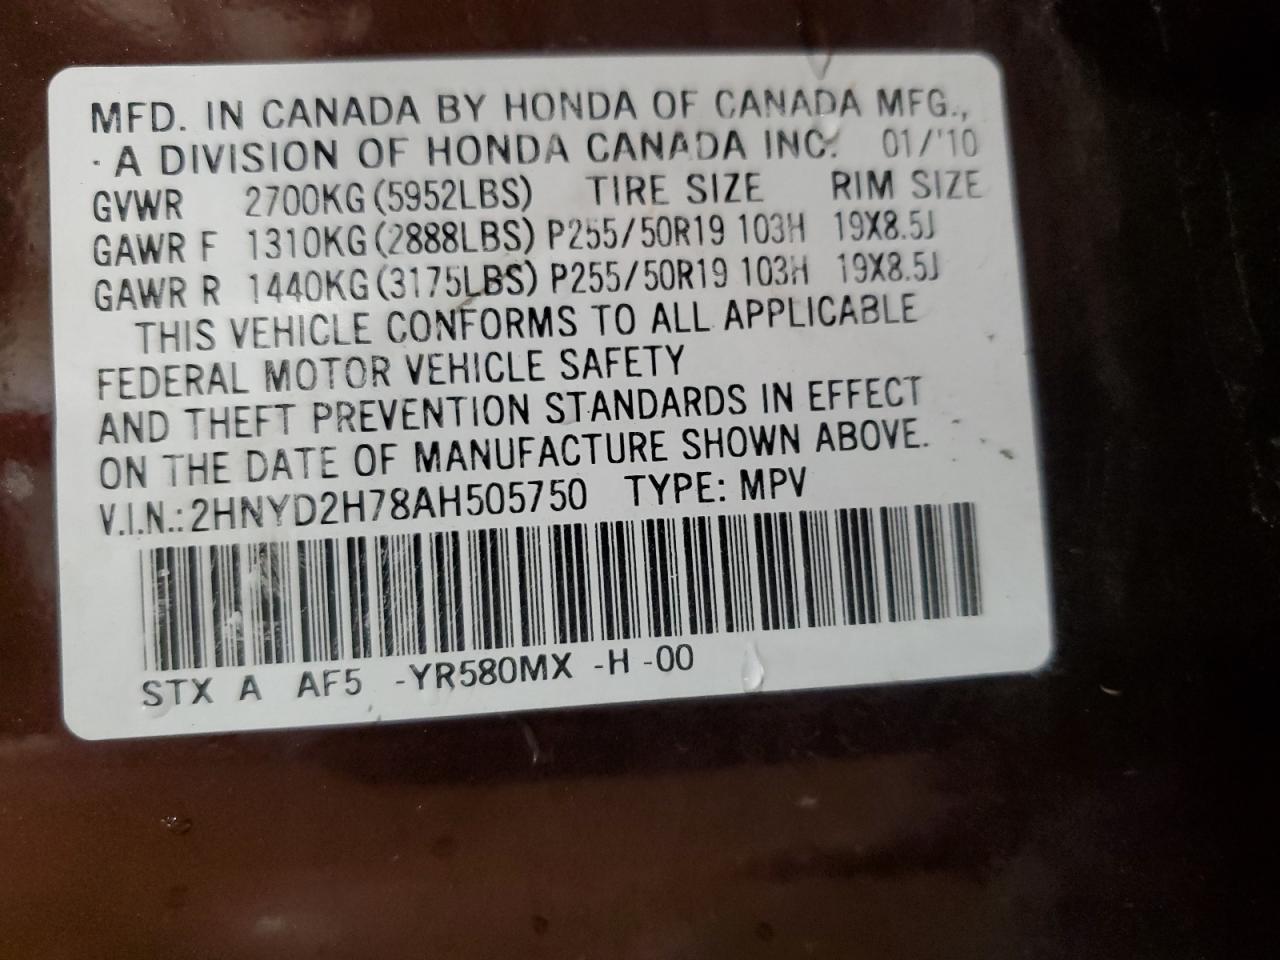 MFD. IN CANADA BY HONDA OF CANADA MFG.,
A DIVISION OF HONDA CANADA INC. 01/'10
GVWR 2700KG (5952LBS) TIRE SIZE RIM SIZE
GAWR F 1310KG (2888LBS) P255/50R19 103H 19X8.5J
GAWR R 1440KG (3175LBS) P255/50R19 103H 19X8.5J
THIS VEHICLE CONFORMS TO ALL APPLICABLE
FEDERAL MOTOR VEHICLE SAFETY
AND THEFT PREVENTION STANDARDS IN EFFECT
ON THE DATE OF MANUFACTURE SHOWN ABOVE.
V.I.N.: 2HNYD2H78AH505750 TYPE: MPV
STX A AF5 -YR580MX -H -00